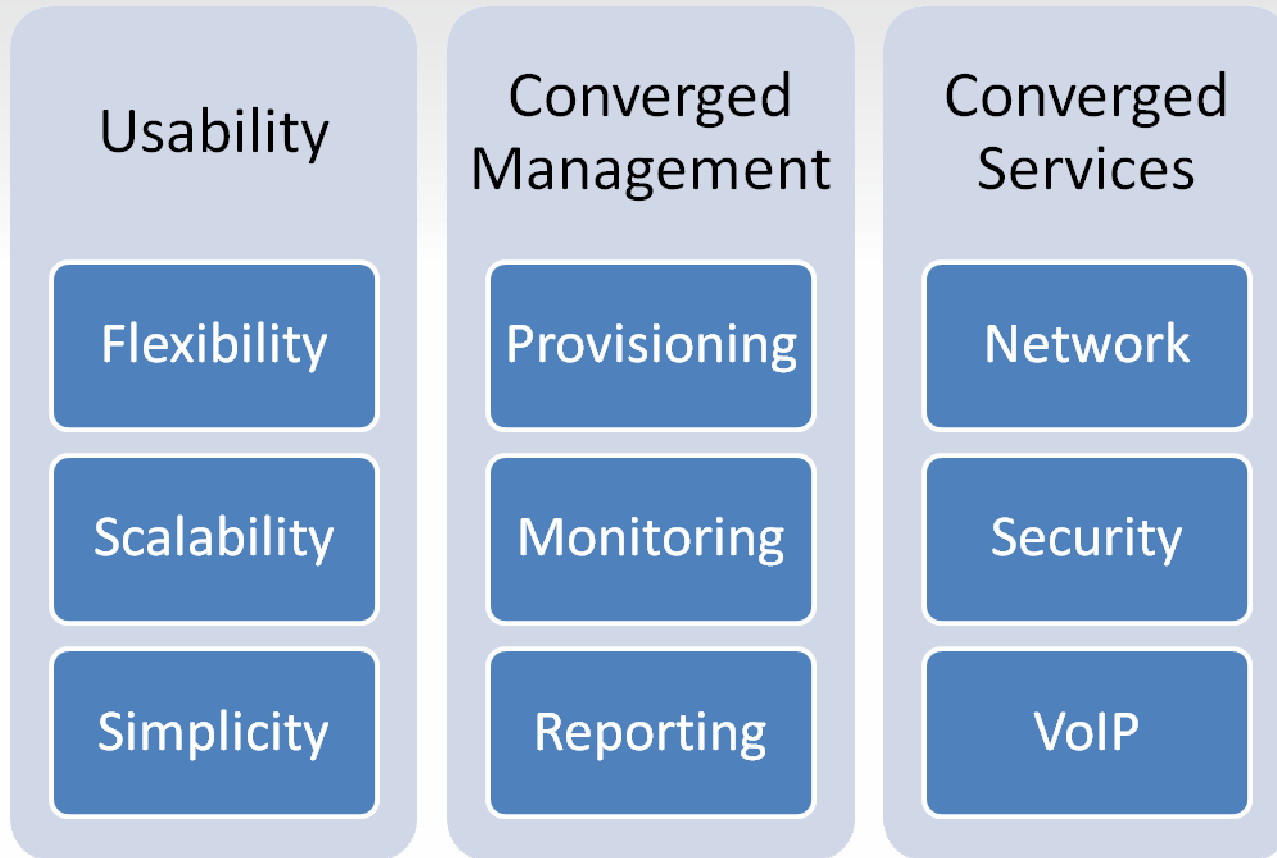 Usability
Flexibility
Scalability
Simplicity
Converged
Management
Provisioning
Monitoring
Reporting
Converged
Services
Network
Security
VoIP